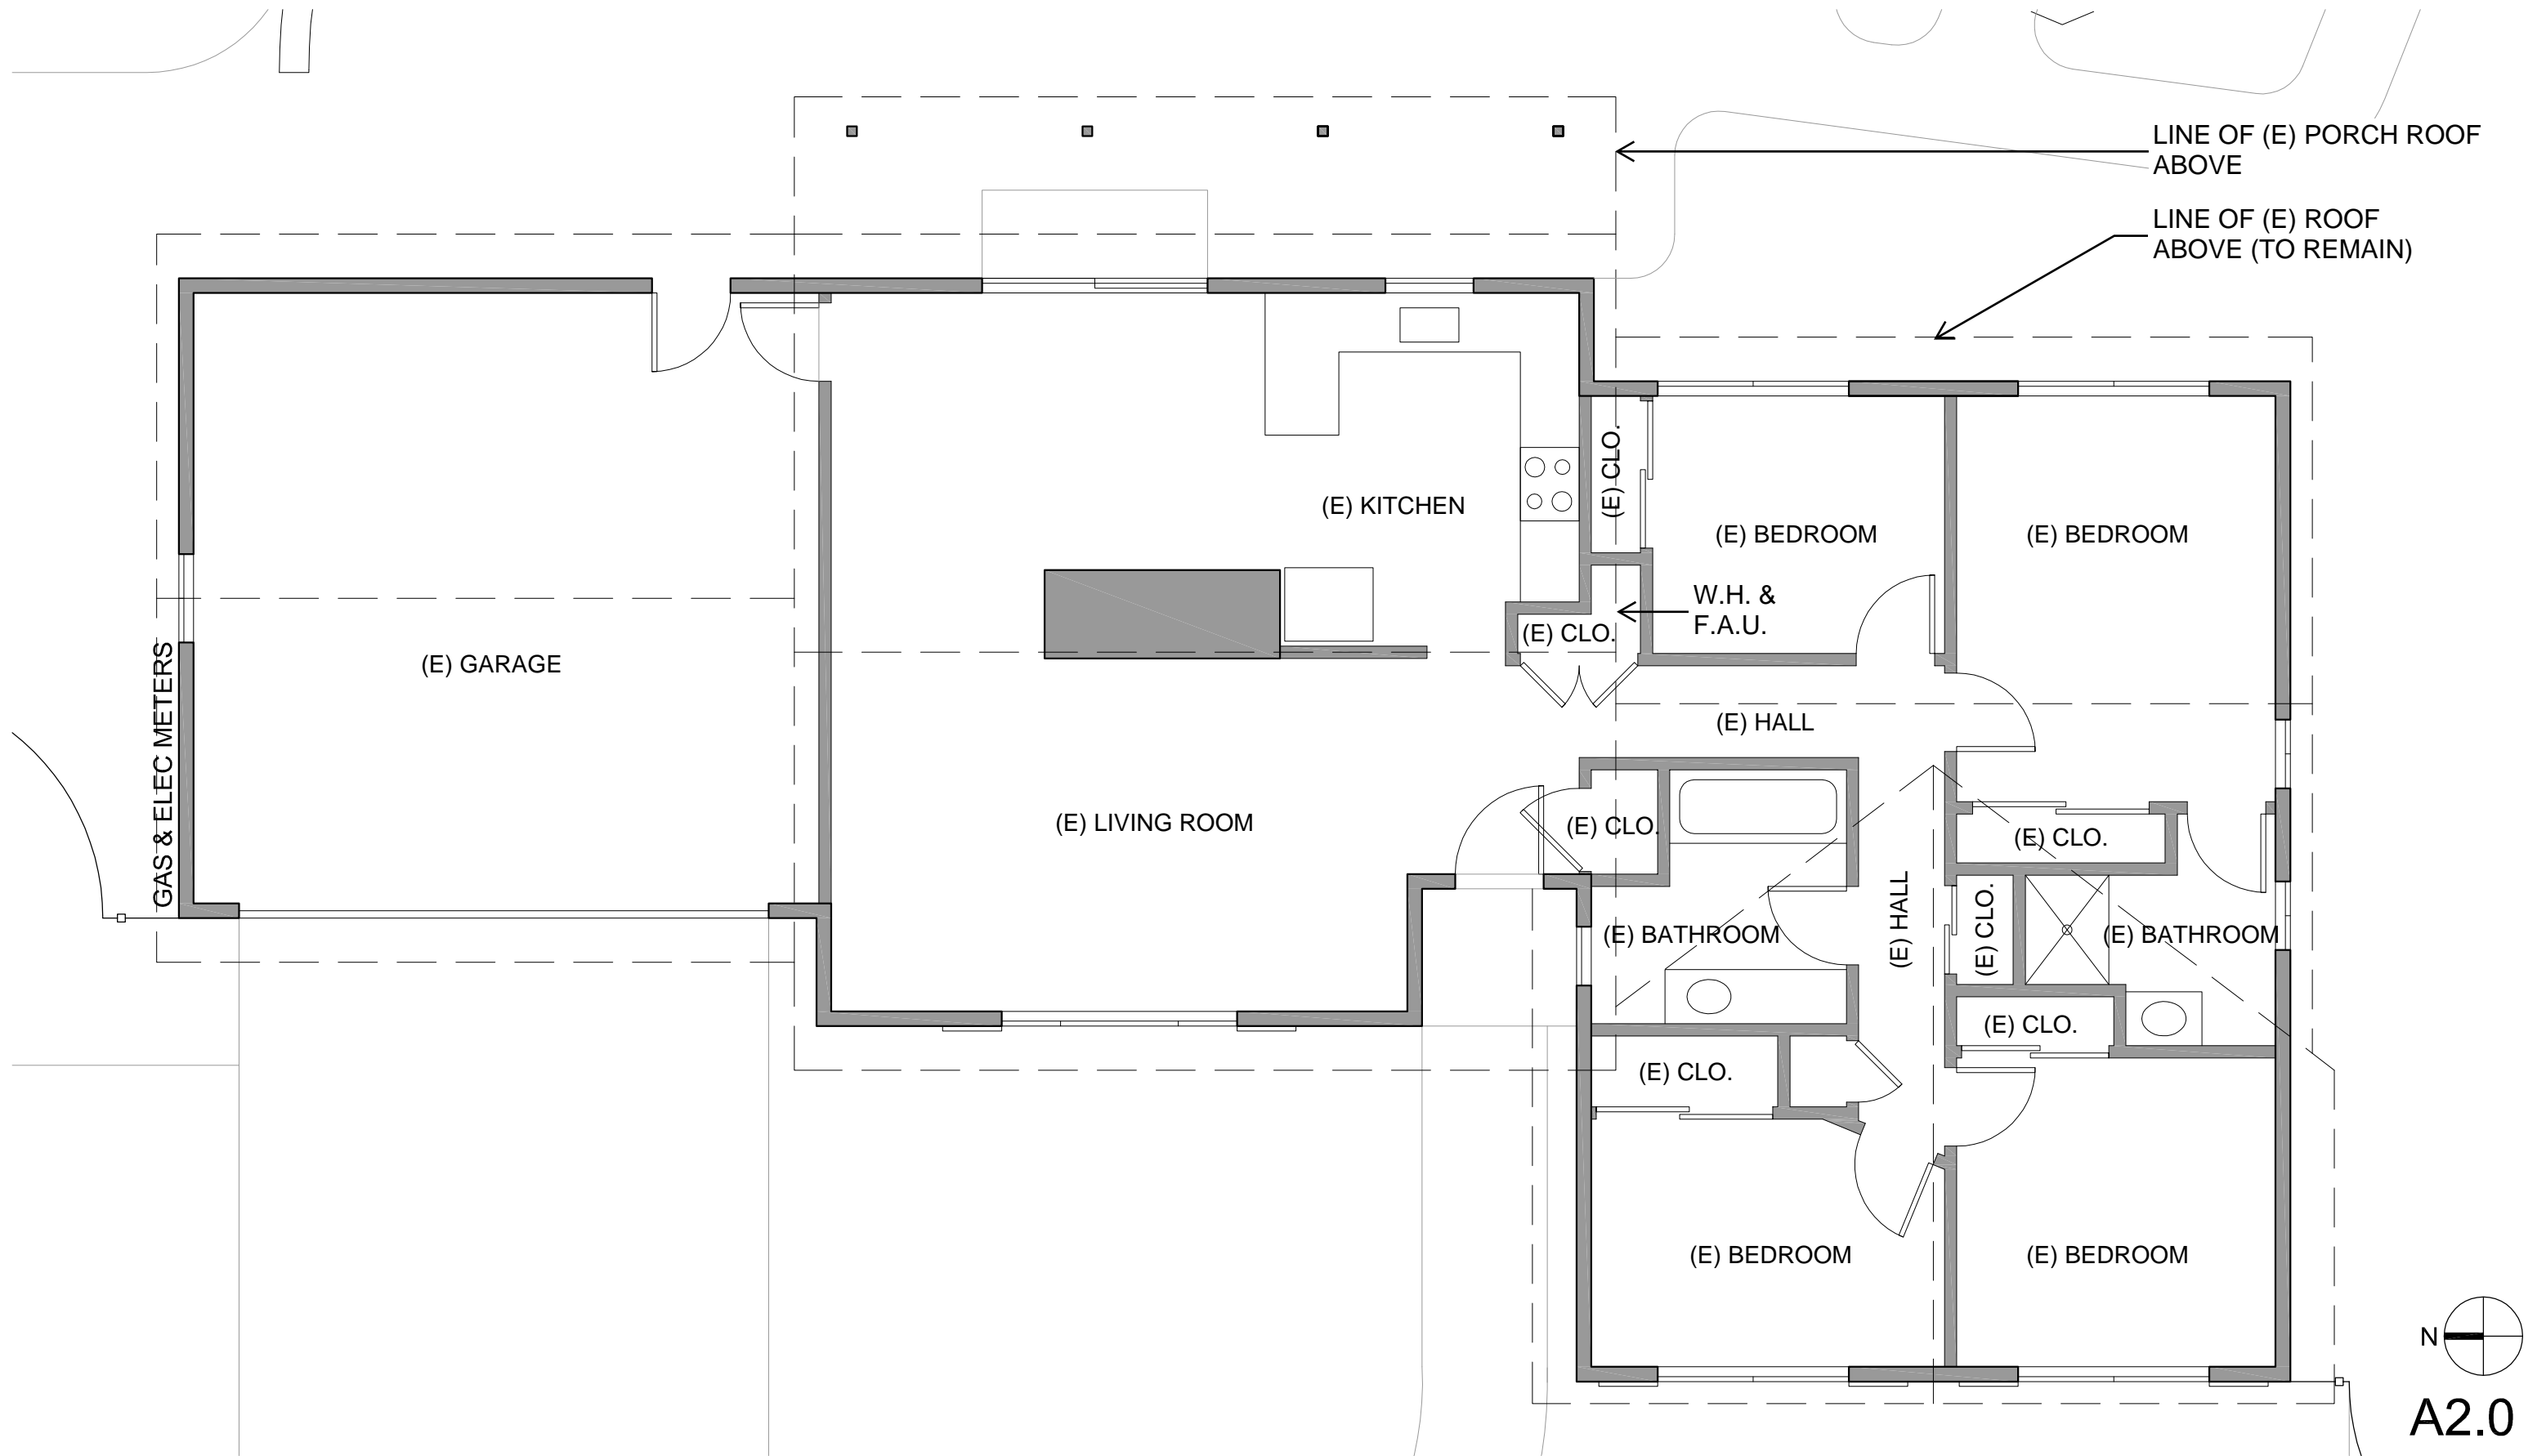 LINE OF (E) PORCH ROOF
ABOVE
LINE OF (E) ROOF
ABOVE (TO REMAIN)
(E) CLO.
(E) KITCHEN
(E) BEDROOM
(E) BEDROOM
W.H. &
F.A.U.
(E) CLO.
(E) GARAGE
GAS & ELEC METERS
(E) HALL
(E) LIVING ROOM
(E) CLO.
(E) CLO.
(E) BATHROOM
(E) HALL
(E) CLO.
(E) BATHROOM
(E) CLO.
(E) CLO.
(E) BEDROOM
(E) BEDROOM
N
A2.0